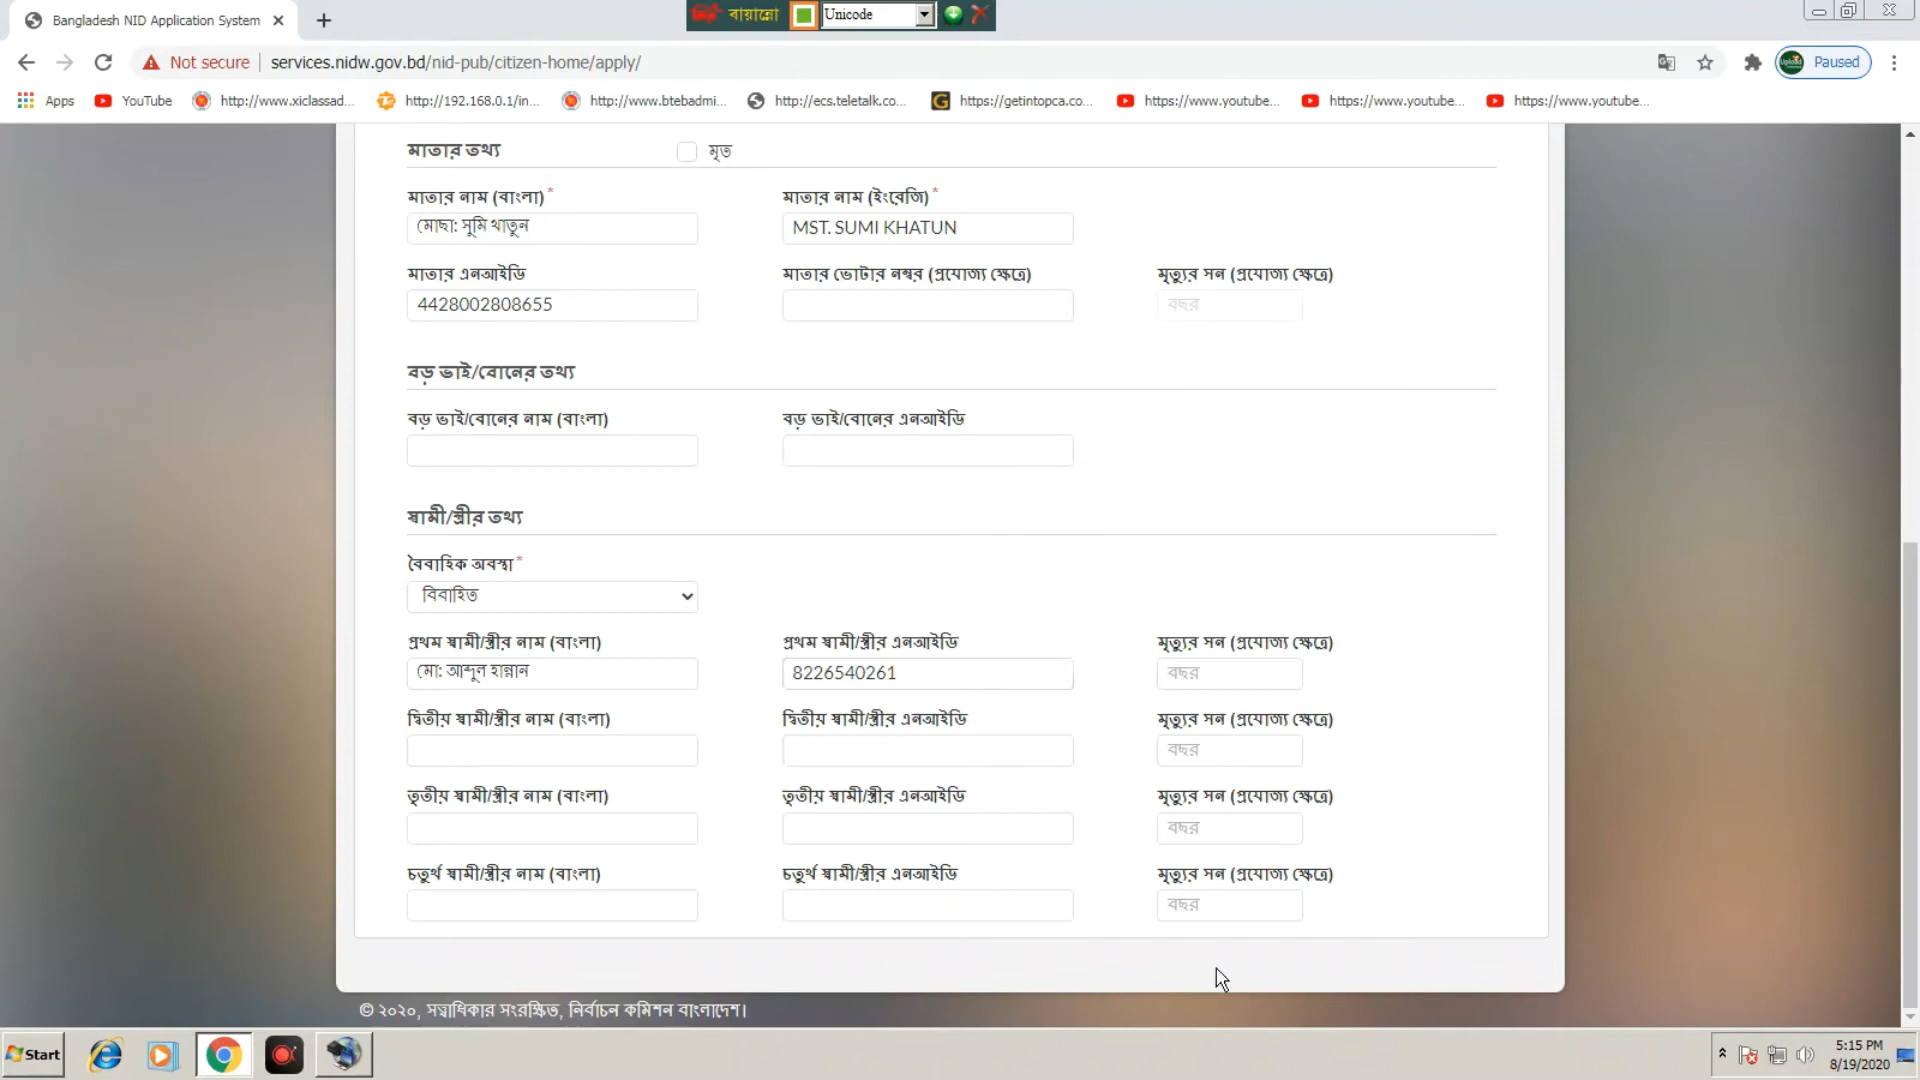 Bangladesh NID Application System
বায়ান্নো
Unicode
Not secure
services.nidw.gov.bd/nid-pub/citizen-home/apply/
Paused
Apps
YouTube
http://www.xiclassad...
http://192.168.0.1/in...
http://www.btebadmi...
http://ecs.teletalk.co...
https://getintopca.co...
https://www.youtube...
https://www.youtube...
https://www.youtube...
মাতার তথ্য
মৃত
মাতার নাম (বাংলা) *
মাতার নাম (ইংরেজি) *
মোছা: সুমি খাতুন
MST. SUMI KHATUN
মাতার এনআইডি
মাতার ভোটার নম্বর (প্রযোজ্য ক্ষেত্রে)
মৃত্যুর সন (প্রযোজ্য ক্ষেত্রে)
4428002808655
বছর
বড় ভাই/বোনের তথ্য
বড় ভাই/বোনের নাম (বাংলা)
বড় ভাই/বোনের এনআইডি
স্বামী/স্ত্রীর তথ্য
বৈবাহিক অবস্থা *
বিবাহিত
প্রথম স্বামী/স্ত্রীর নাম (বাংলা)
প্রথম স্বামী/স্ত্রীর এনআইডি
মৃত্যুর সন (প্রযোজ্য ক্ষেত্রে)
মো: আব্দুল হান্নান
8226540261
বছর
দ্বিতীয় স্বামী/স্ত্রীর নাম (বাংলা)
দ্বিতীয় স্বামী/স্ত্রীর এনআইডি
মৃত্যুর সন (প্রযোজ্য ক্ষেত্রে)
বছর
তৃতীয় স্বামী/স্ত্রীর নাম (বাংলা)
তৃতীয় স্বামী/স্ত্রীর এনআইডি
মৃত্যুর সন (প্রযোজ্য ক্ষেত্রে)
বছর
চতুর্থ স্বামী/স্ত্রীর নাম (বাংলা)
চতুর্থ স্বামী/স্ত্রীর এনআইডি
মৃত্যুর সন (প্রযোজ্য ক্ষেত্রে)
বছর
© ২০২০, সত্বাধিকার সংরক্ষিত, নির্বাচন কমিশন বাংলাদেশ।
Start
5:15 PM
8/19/2020